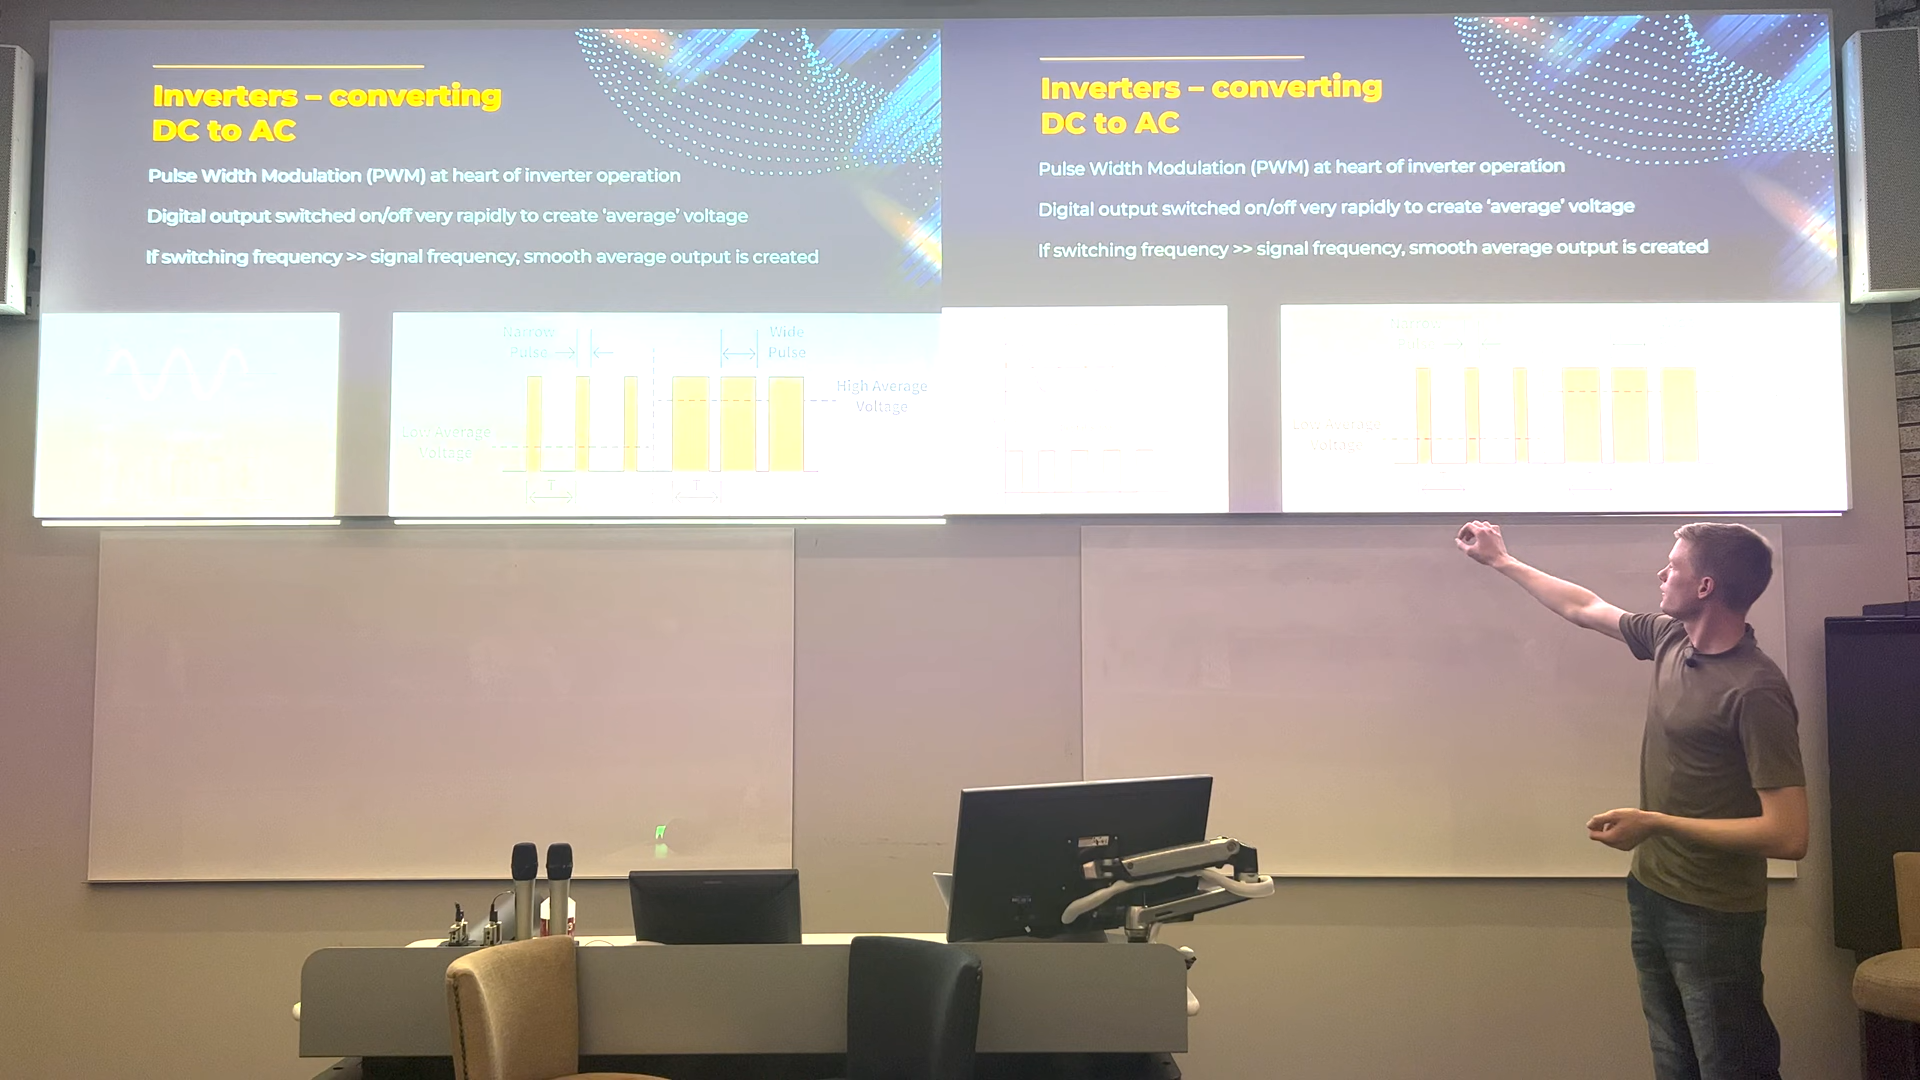 Inverters – converting
DC to AC
Pulse Width Modulation (PWM) at heart of inverter operation
Digital output switched on/off very rapidly to create ‘average’ voltage
If switching frequency >> signal frequency, smooth average output is created
Narrow
Pulse
Wide
Pulse
High Average
Voltage
Low Average
Voltage
T
T
Inverters – converting
DC to AC
Pulse Width Modulation (PWM) at heart of inverter operation
Digital output switched on/off very rapidly to create ‘average’ voltage
If switching frequency >> signal frequency, smooth average output is created
Narrow
Low Average
Voltage